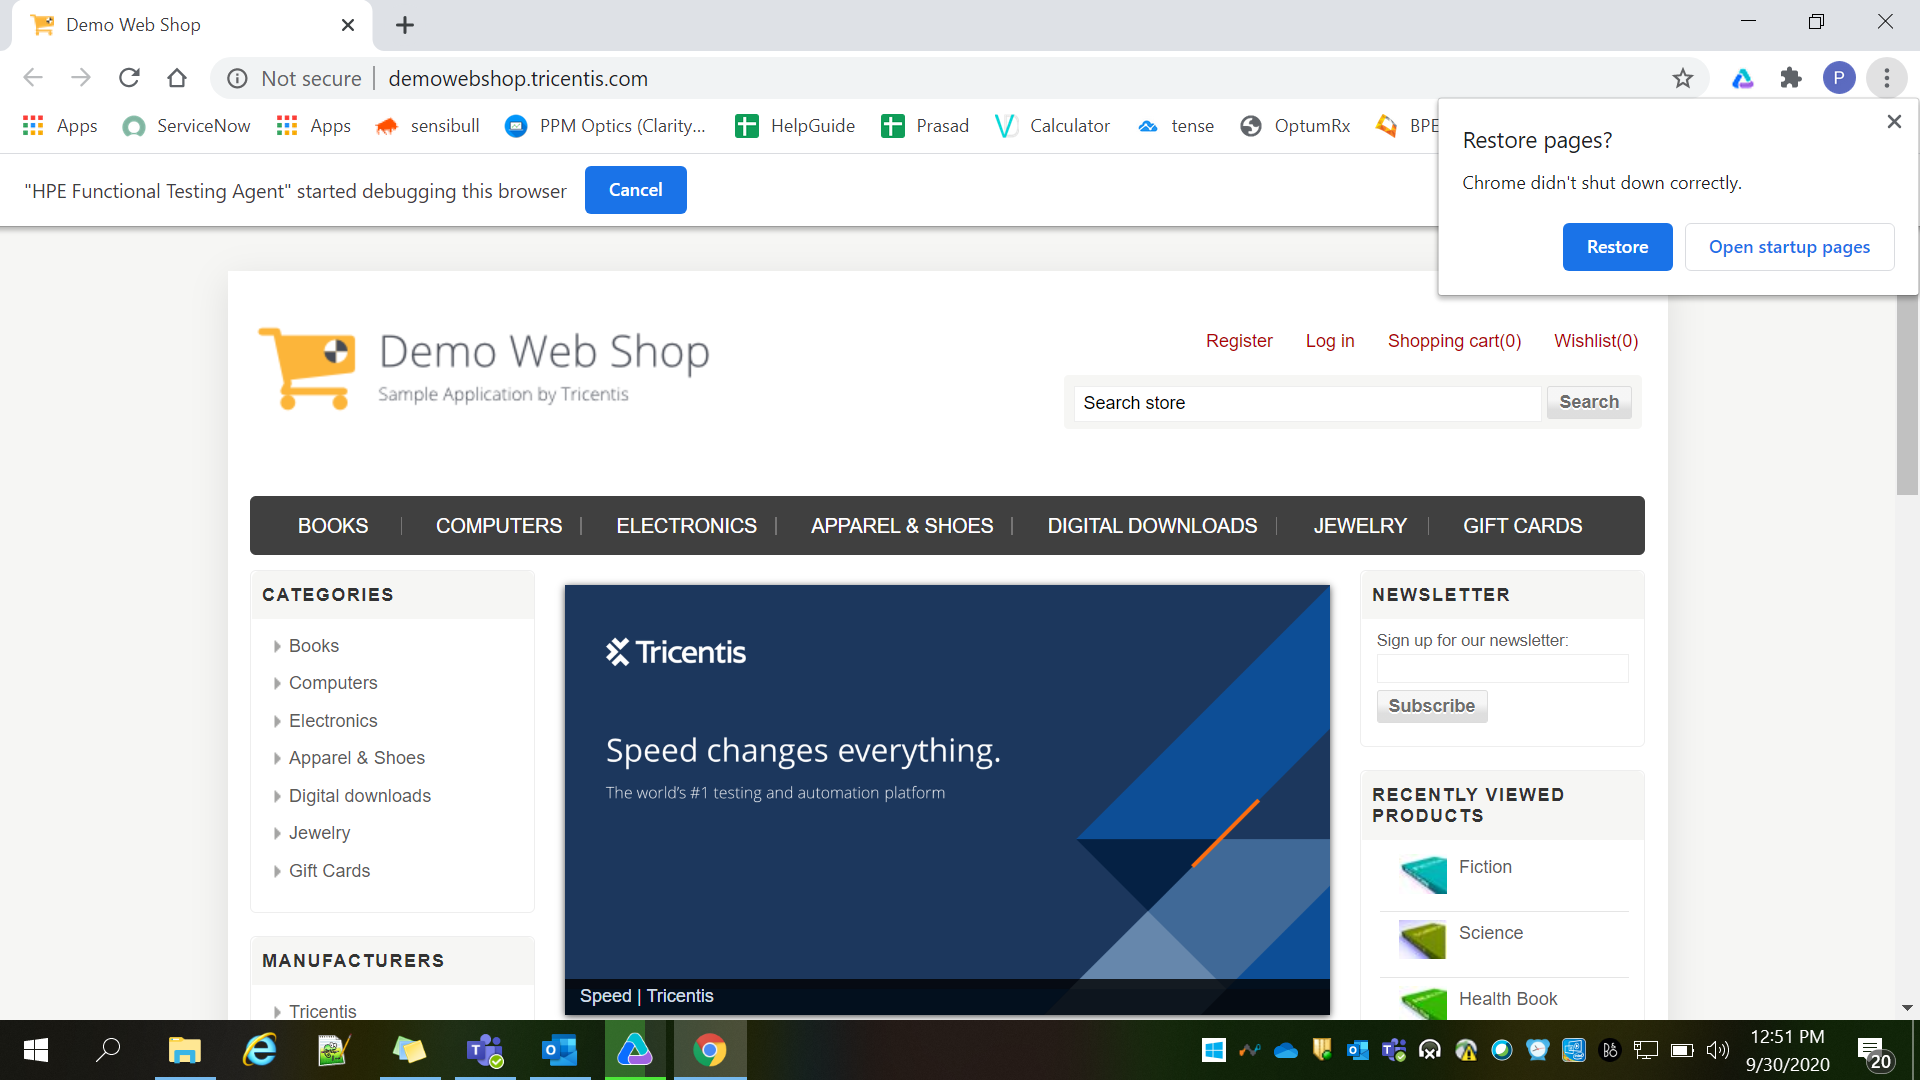 Demo Web Shop
Not secure
demowebshop.tricentis.com
P
Apps
ServiceNow
Apps
sensibull
PPM Optics (Clarity...
HelpGuide
Prasad
Calculator
tense
OptumRx
BPE
"HPE Functional Testing Agent" started debugging this browser
Cancel
Restore pages?
Chrome didn't shut down correctly.
Restore
Open startup pages
Demo Web Shop
Sample Application by Tricentis
Register
Log in
Shopping cart(0)
Wishlist(0)
Search store
Search
BOOKS
COMPUTERS
ELECTRONICS
APPAREL & SHOES
DIGITAL DOWNLOADS
JEWELRY
GIFT CARDS
CATEGORIES
Books
Computers
Electronics
Apparel & Shoes
Digital downloads
Jewelry
Gift Cards
MANUFACTURERS
Tricentis
Tricentis
Speed changes everything.
The world's #1 testing and automation platform
Speed | Tricentis
NEWSLETTER
Sign up for our newsletter:
Subscribe
RECENTLY VIEWED
PRODUCTS
Fiction
Science
Health Book
12:51 PM
9/30/2020
20